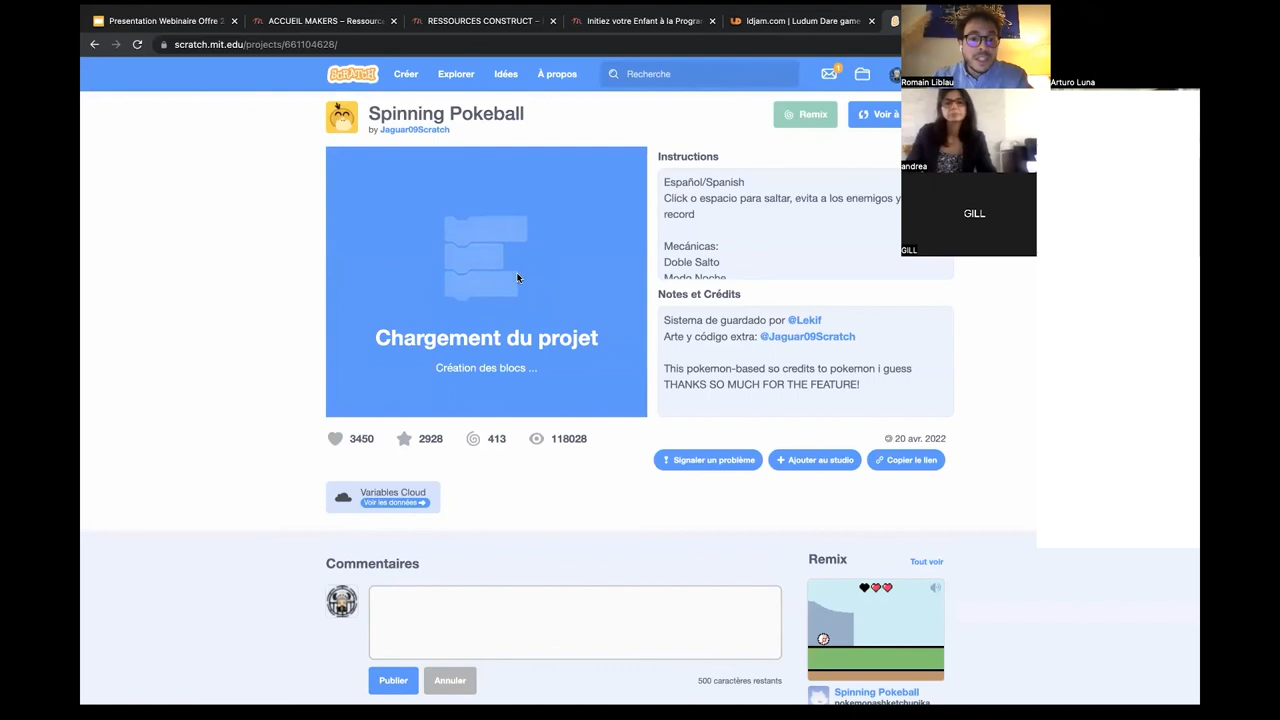 Presentation Webinaire Offre 2
ACCUEIL MAKERS – Ressourc
RESSOURCES CONSTRUCT –
Initiez votre Enfant à la Progra
ldjam.com | Ludum Dare game
scratch.mit.edu/projects/661104628/
SCRATCH
Créer
Explorer
Idées
À propos
Recherche
1
Spinning Pokeball
by Jaguar09Scratch
Remix
Voir à
Romain Liblau
Arturo Luna
andrea
GILL
GILL
Chargement du projet
Création des blocs ...
Instructions
Español/Spanish
Click o espacio para saltar, evita a los enemigos y
record
Mecánicas:
Doble Salto
Modo Noche
Notes et Crédits
Sistema de guardado por @Lekif
Arte y código extra: @Jaguar09Scratch
This pokemon-based so credits to pokemon i guess
THANKS SO MUCH FOR THE FEATURE!
3450
2928
413
118028
20 avr. 2022
Signaler un problème
Ajouter au studio
Copier le lien
Variables Cloud
Voir les données
Commentaires
Publier
Annuler
500 caractères restants
Remix
Tout voir
Spinning Pokeball
pokemonashketchupika